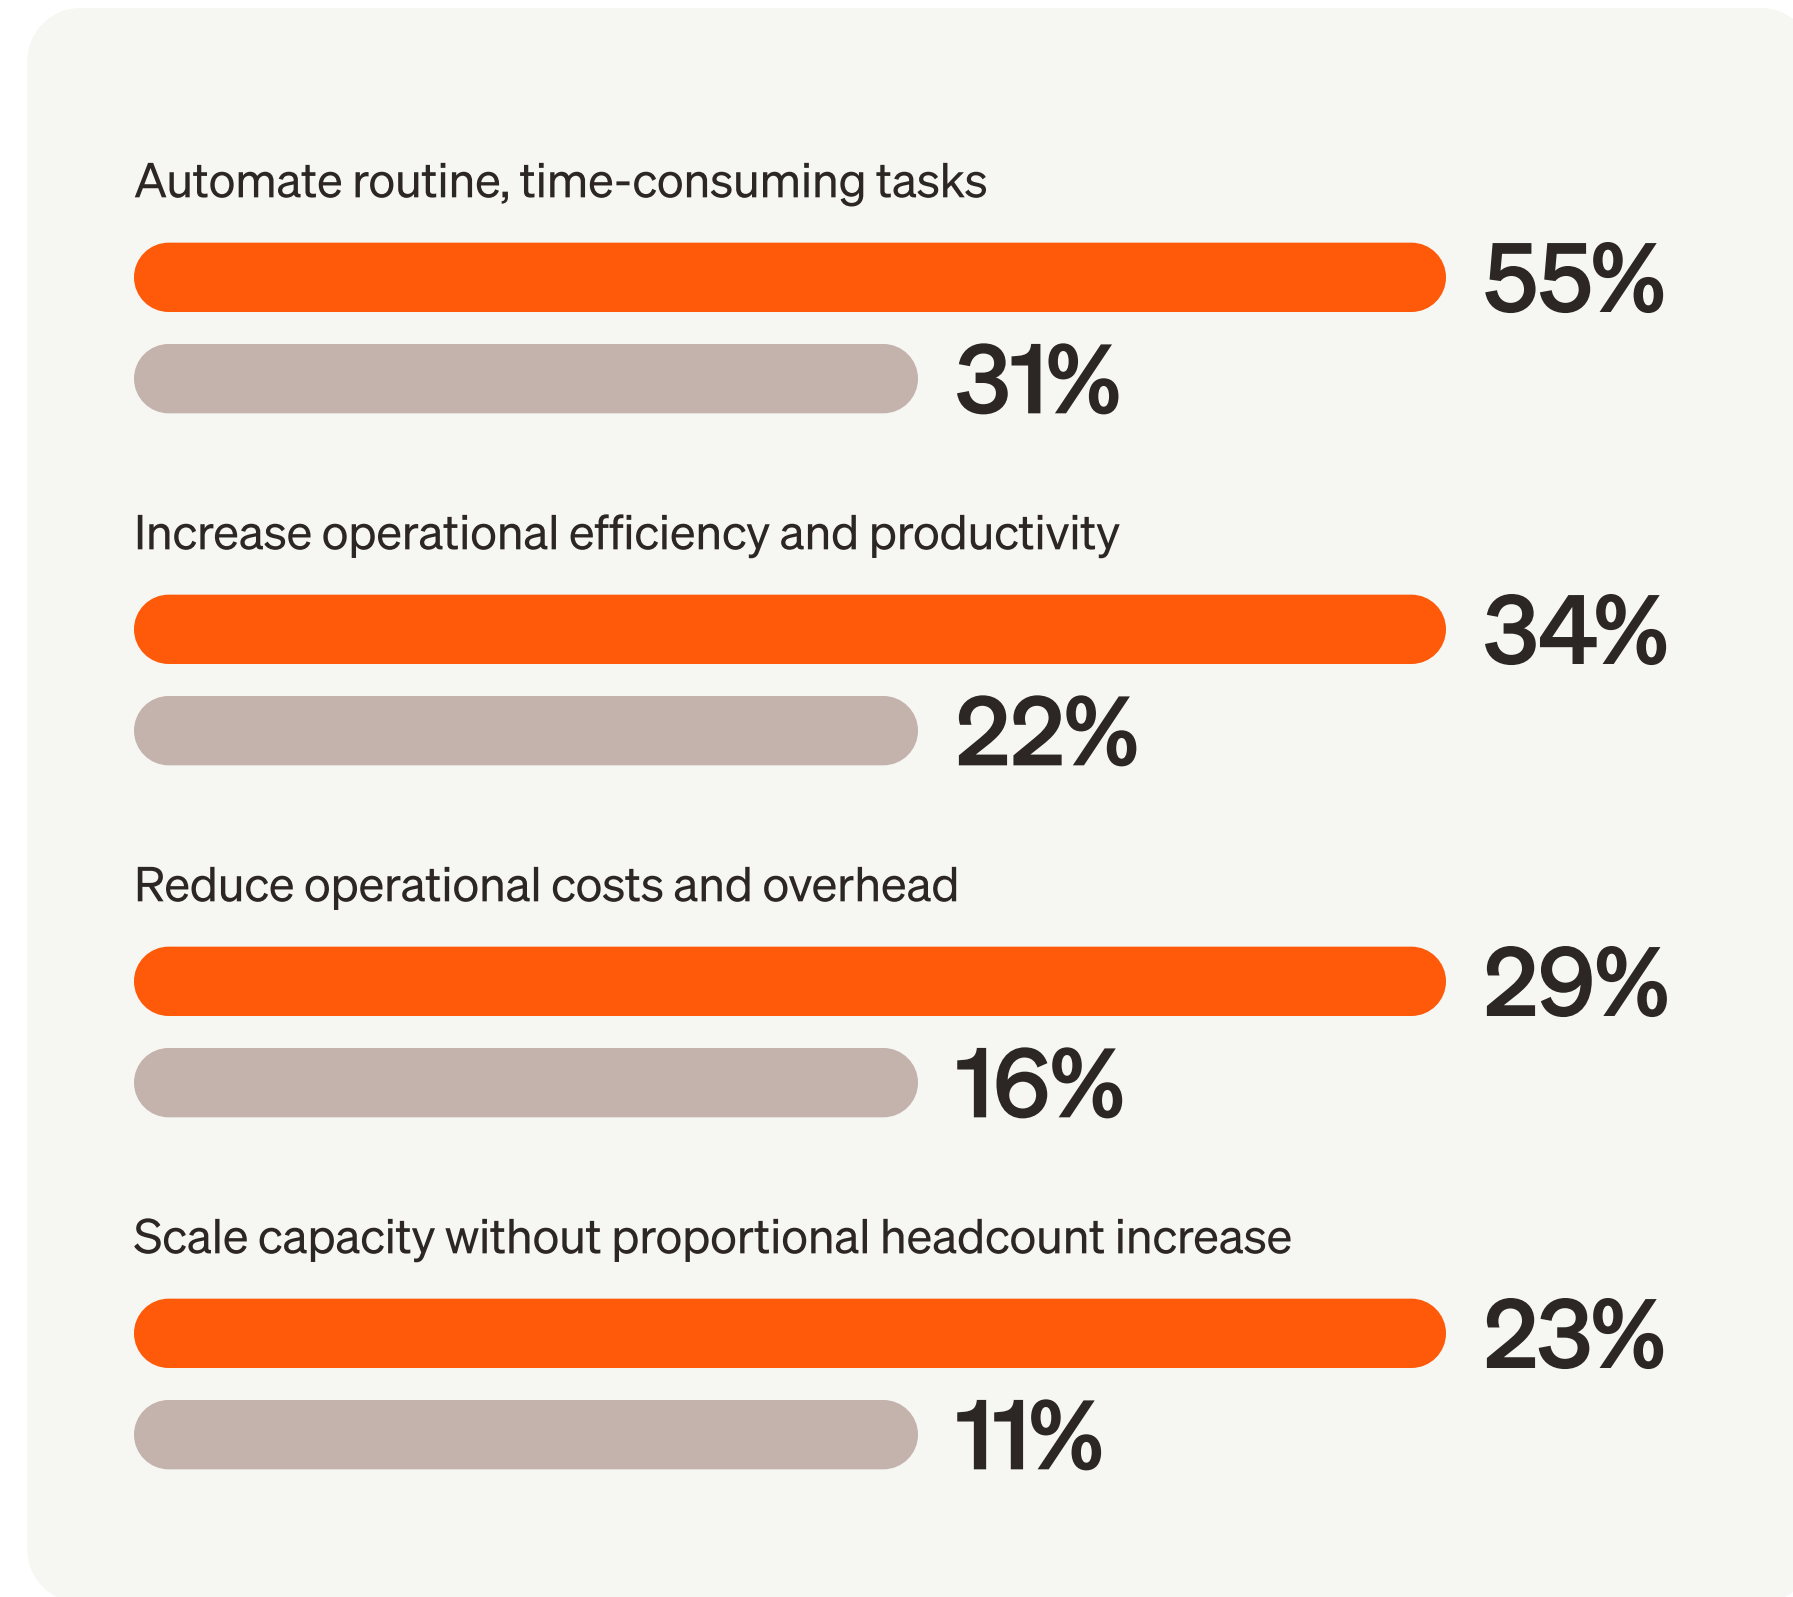 Automate routine, time-consuming tasks
55%
31%
Increase operational efficiency and productivity
34%
22%
Reduce operational costs and overhead
29%
16%
Scale capacity without proportional headcount increase
23%
11%